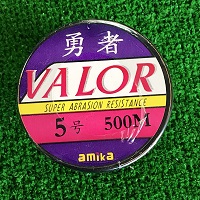 勇者
VALOR
SUPER ABRASION RESISTANCE
5号 500M
amika